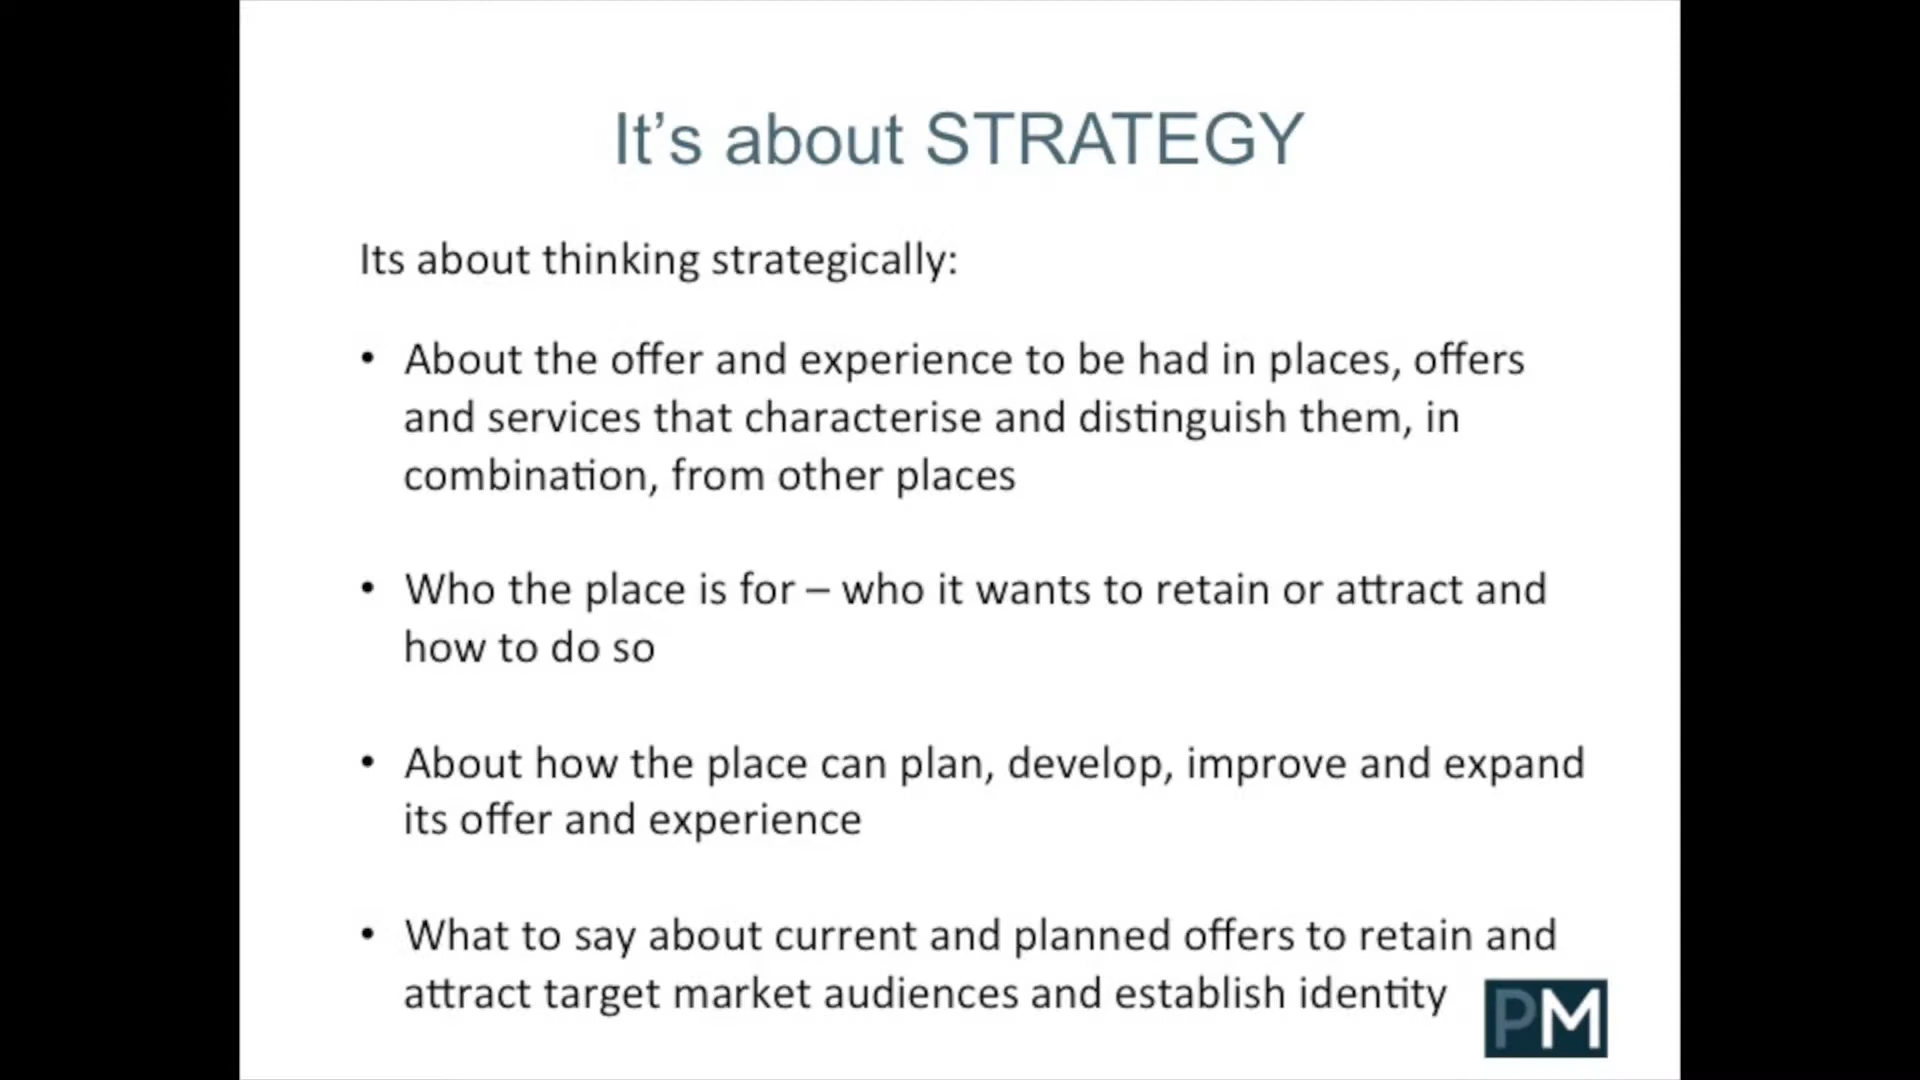 It’s about STRATEGY
Its about thinking strategically:
• About the offer and experience to be had in places, offers
and services that characterise and distinguish them, in
combination, from other places
• Who the place is for – who it wants to retain or attract and
how to do so
• About how the place can plan, develop, improve and expand
its offer and experience
• What to say about current and planned offers to retain and
attract target market audiences and establish identity
PM